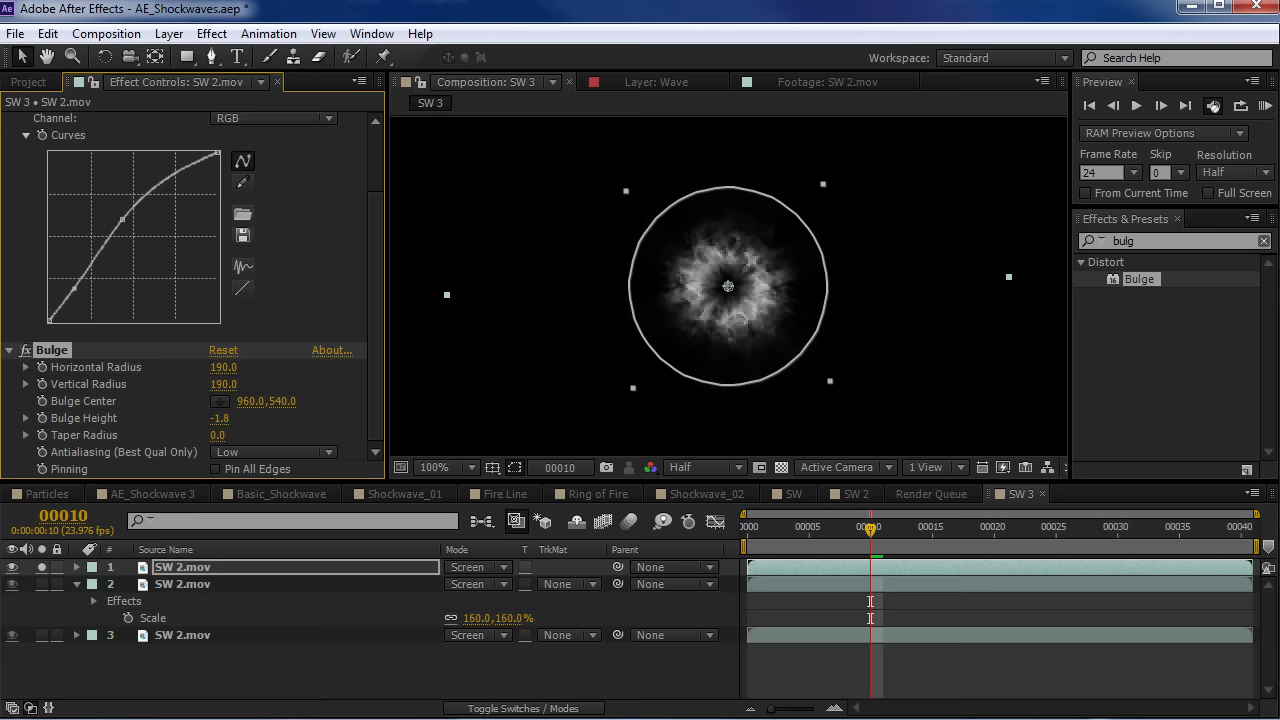 Ae Adobe After Effects - AE_Shockwaves.aep *
File Edit Composition Layer Effect Animation View Window Help
Workspace: Standard Search Help
Project Effect Controls: SW 2.mov Composition: SW 3 Layer: Wave Footage: SW 2.mov Preview
SW 3 • SW 2.mov SW 3
Channel: RGB
Curves
RAM Preview Options
Frame Rate Skip Resolution
24 0 Half
From Current Time Full Screen
Effects & Presets
bulg
Distort
16 Bulge
fx Bulge Reset About...
Horizontal Radius 190.0
Vertical Radius 190.0
Bulge Center 960.0,540.0
Bulge Height -1.8
Taper Radius 0.0
Antialiasing (Best Qual Only) Low
Pinning Pin All Edges
100% 00010 Half Active Camera 1 View
Particles AE_Shockwave 3 Basic_Shockwave Shockwave_01 Fire Line Ring of Fire Shockwave_02 SW SW 2 Render Queue SW 3
00010
0:00:00:10 (23.976 fps)
0000 00005 00010 00015 00020 00025 00030 00035 00040
# Source Name Mode T TrkMat Parent
1 SW 2.mov Screen None
2 SW 2.mov Screen None None
Effects
Scale 160.0,160.0%
3 SW 2.mov Screen None None
Toggle Switches / Modes